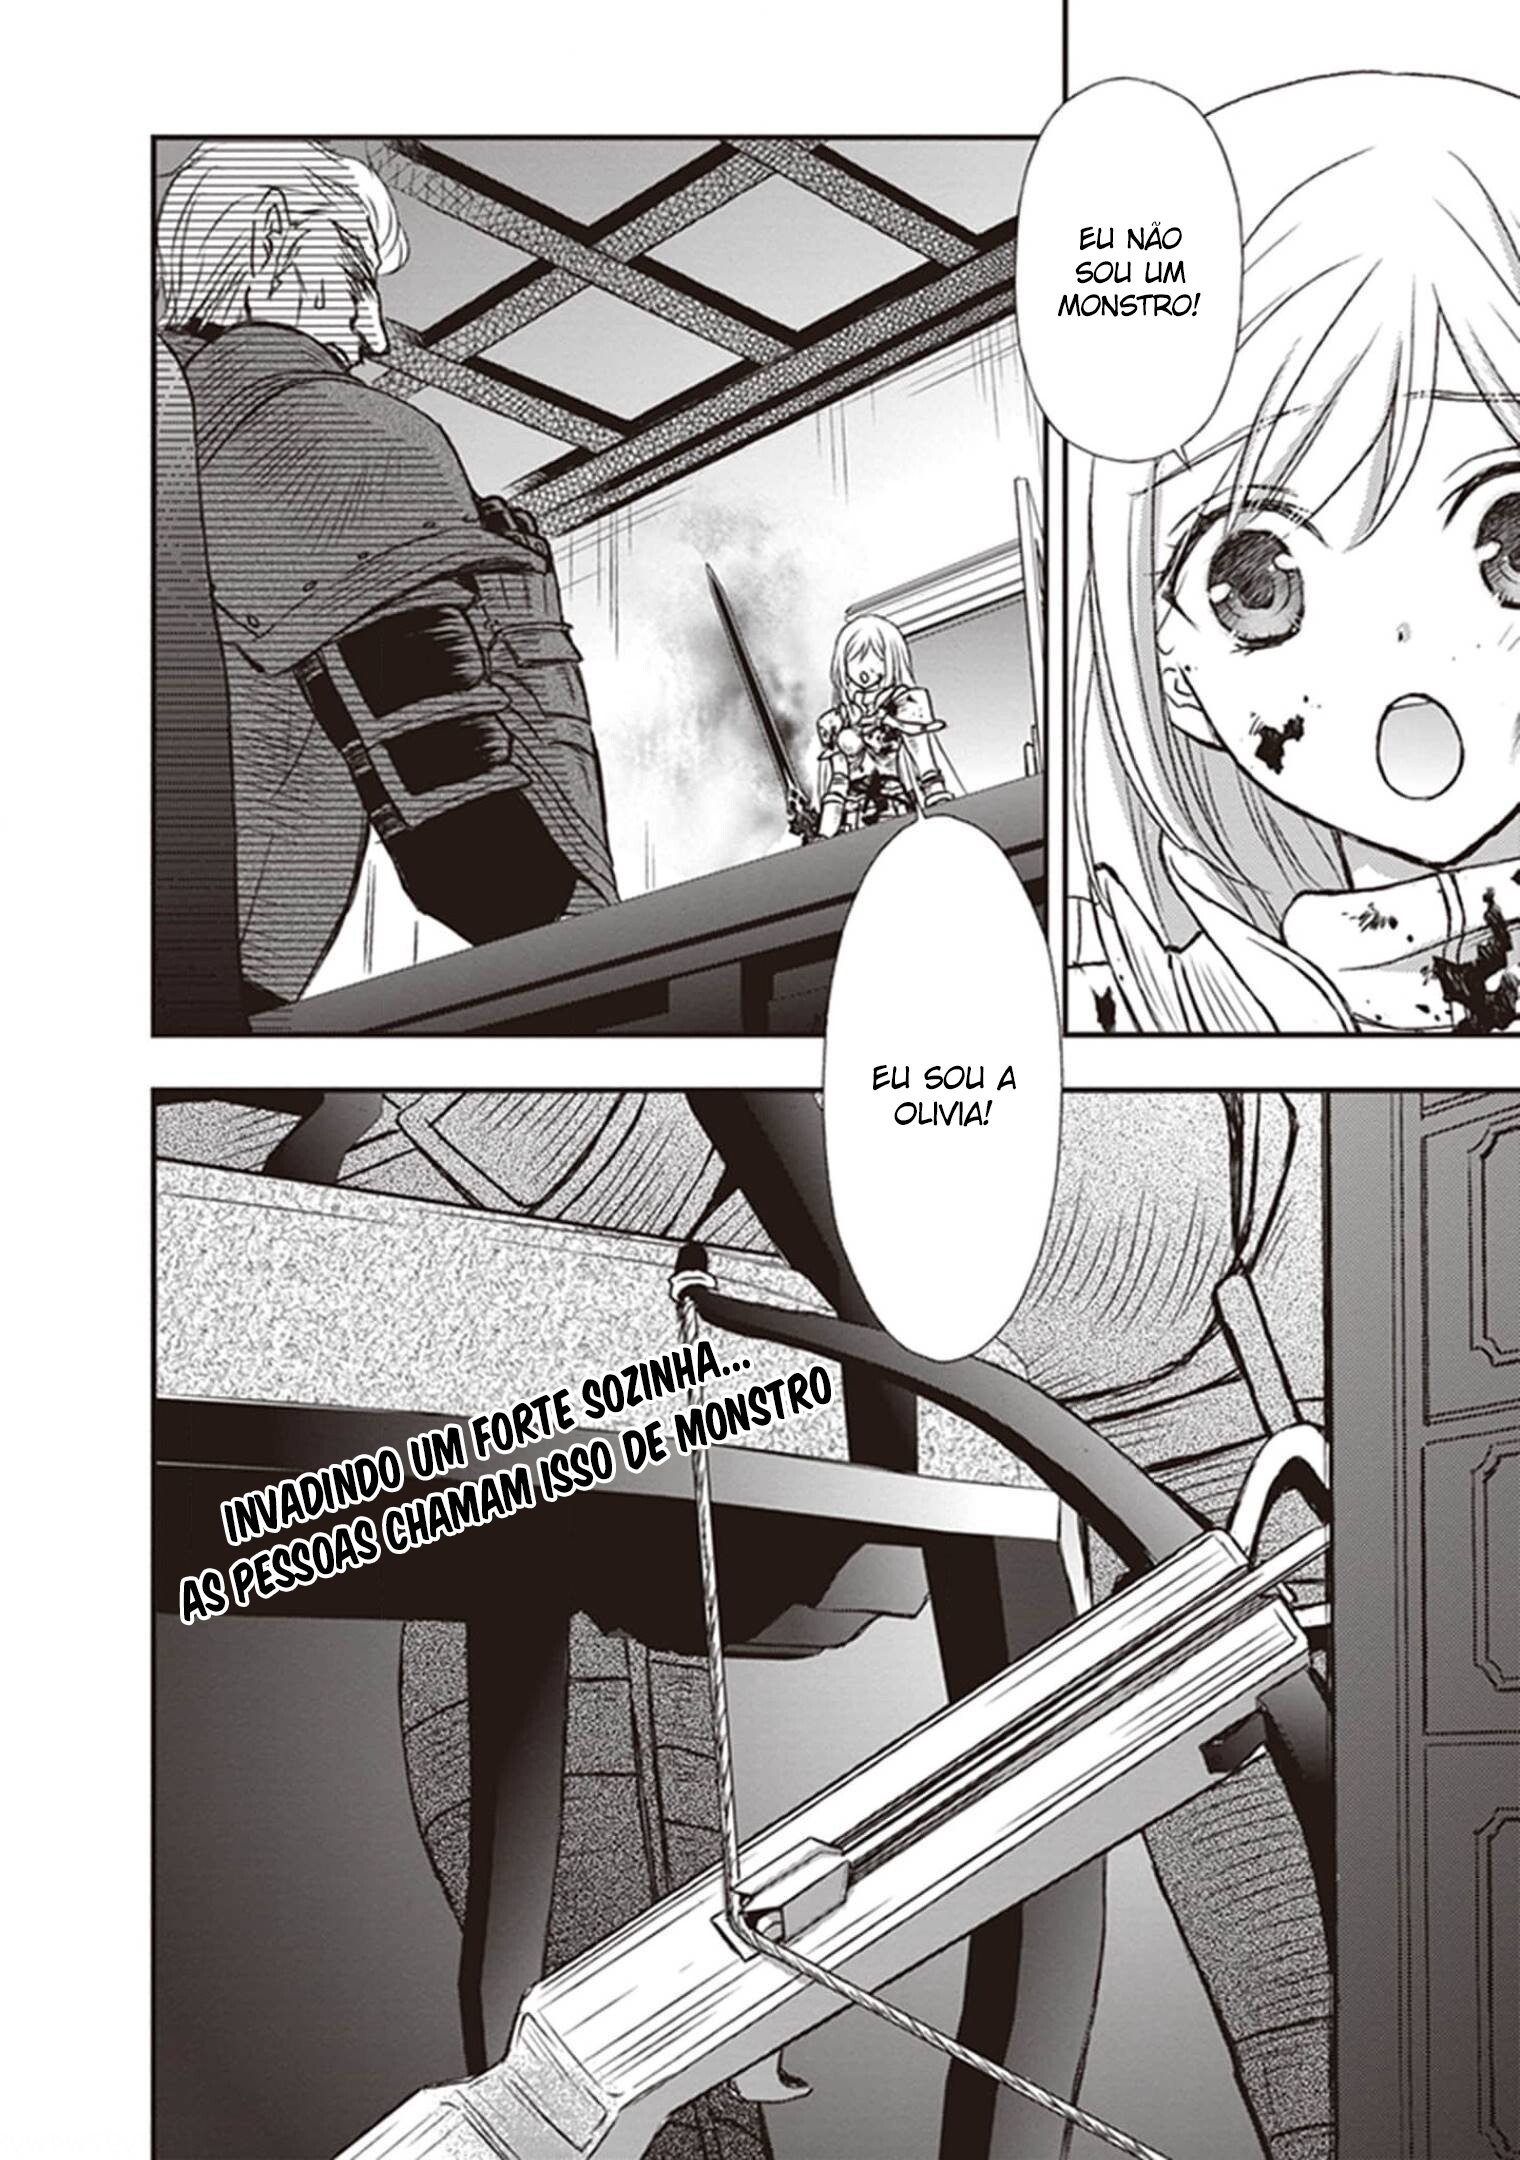 EU NÃO
SOU UM
MONSTRO!
EU SOU A
OLIVIA!
INVADINDO UM FORTE SOZINHA...
AS PESSOAS CHAMAM ISSO DE MONSTRO